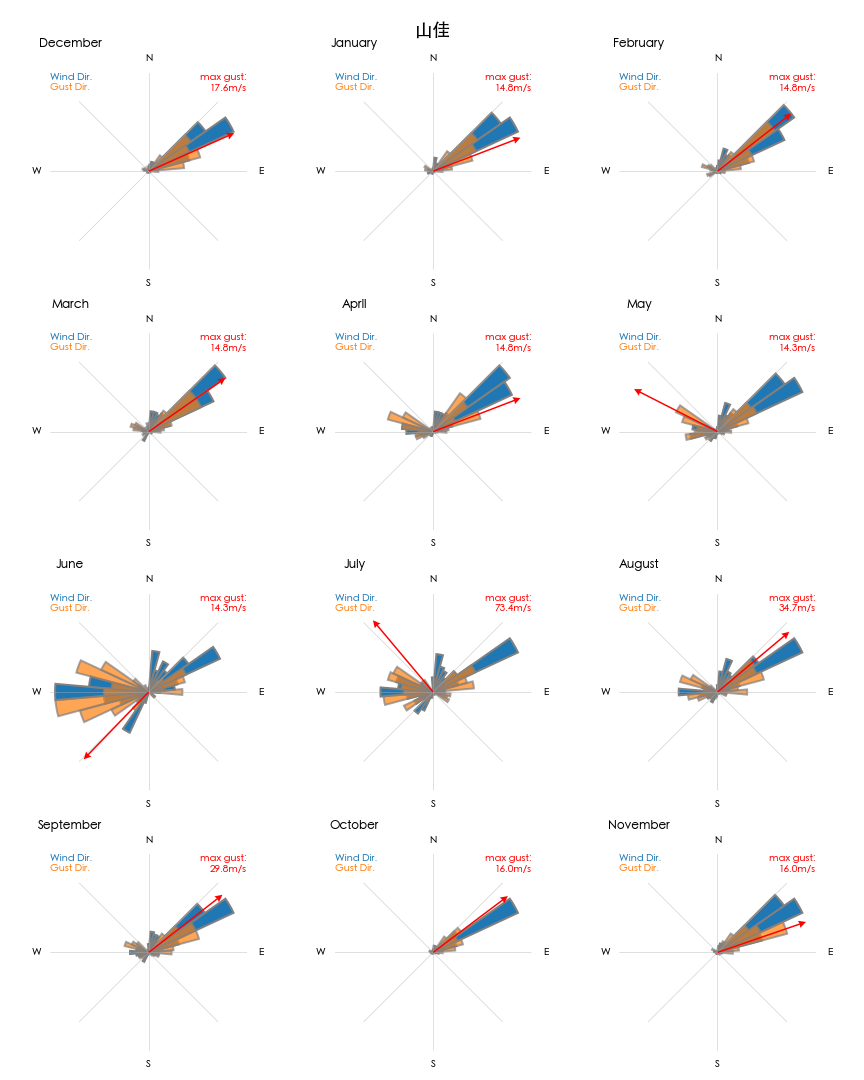 山佳
December
January
February
N
N
N
Wind Dir.
Gust Dir.
max gust:
17.6m/s
Wind Dir.
Gust Dir.
max gust:
14.8m/s
Wind Dir.
Gust Dir.
max gust:
14.8m/s
W
E
W
E
W
E
S
S
S
March
April
May
N
N
N
Wind Dir.
Gust Dir.
max gust:
14.8m/s
Wind Dir.
Gust Dir.
max gust:
14.8m/s
Wind Dir.
Gust Dir.
max gust:
14.3m/s
W
E
W
E
W
E
S
S
S
June
July
August
N
N
N
Wind Dir.
Gust Dir.
max gust:
14.3m/s
Wind Dir.
Gust Dir.
max gust:
73.4m/s
Wind Dir.
Gust Dir.
max gust:
34.7m/s
W
E
W
E
W
E
S
S
S
September
October
November
N
N
N
Wind Dir.
Gust Dir.
max gust:
29.8m/s
Wind Dir.
Gust Dir.
max gust:
16.0m/s
Wind Dir.
Gust Dir.
max gust:
16.0m/s
W
E
W
E
W
E
S
S
S